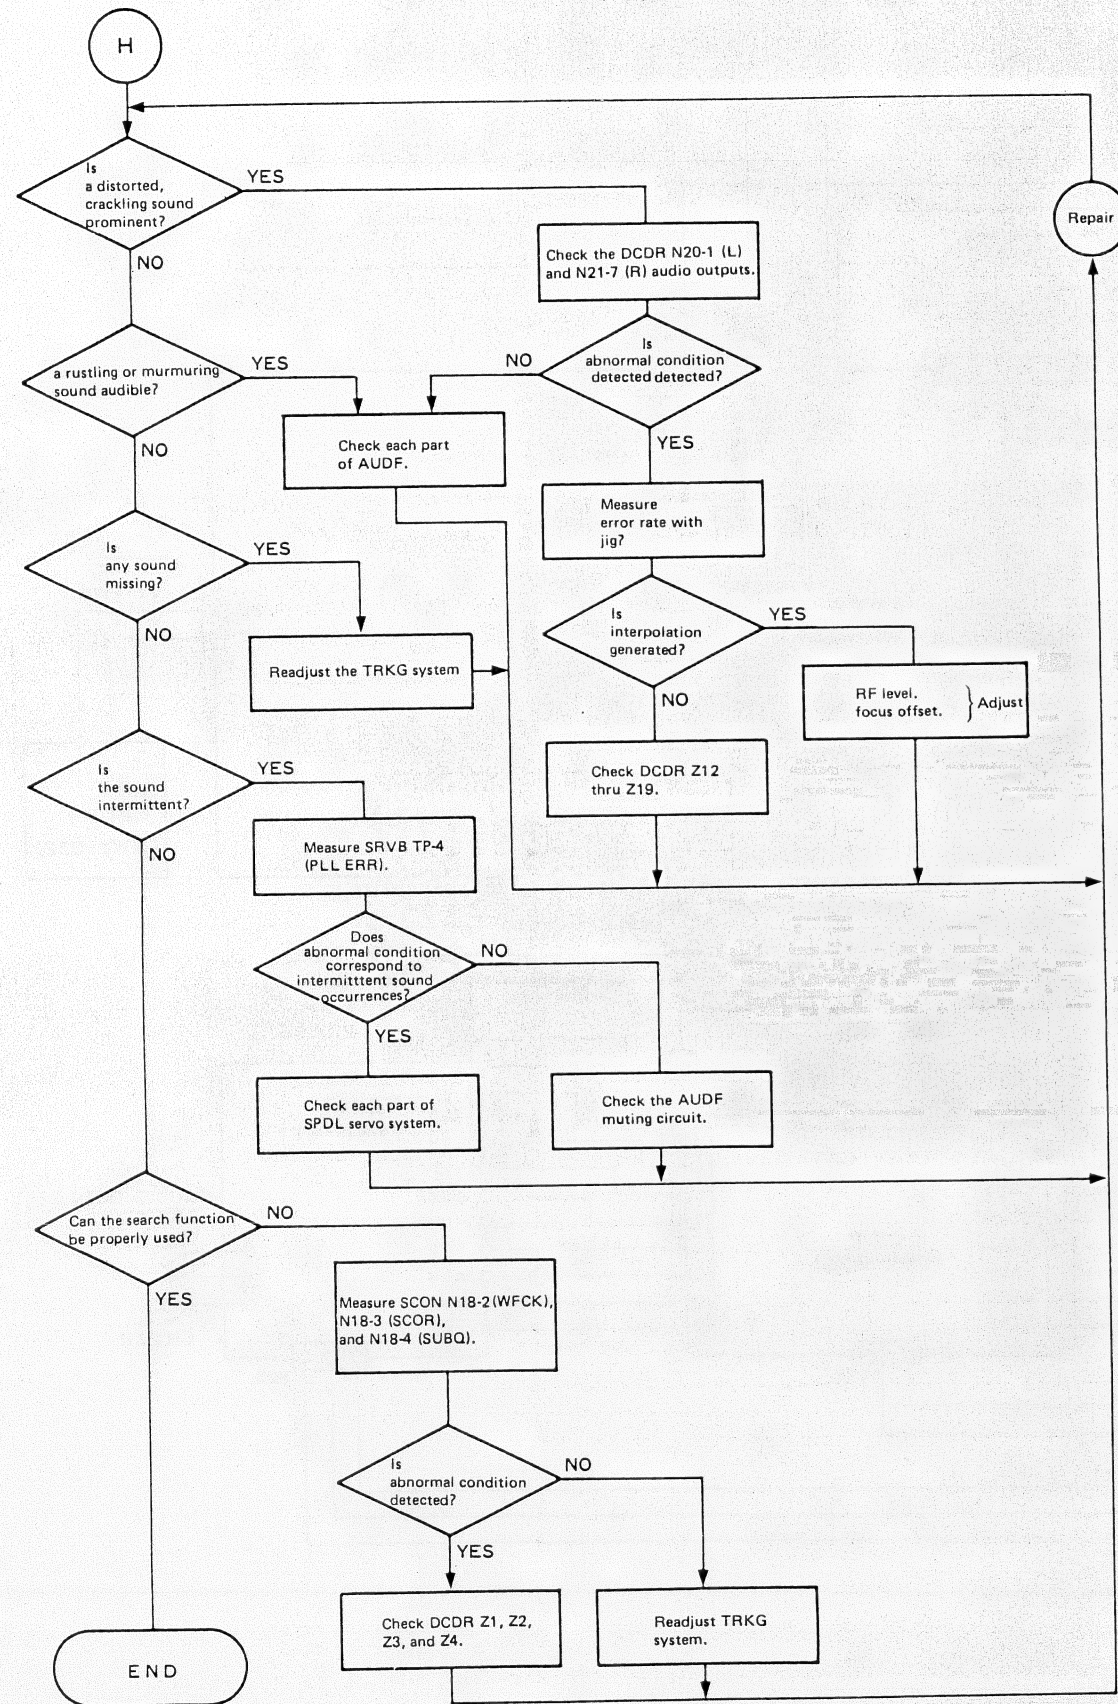 H
Is
a distorted,
crackling sound
prominent?
YES
NO
Repair
Check the DCDR N20-1 (L)
and N21-7 (R) audio outputs.
a rustling or murmuring
sound audible?
YES
NO
Is
abnormal condition
detected detected?
NO
YES
Check each part
of AUDF.
Measure
error rate with
jig?
Is
any sound
missing?
YES
NO
Is
interpolation
generated?
YES
NO
Readjust the TRKG system
RF level.
focus offset. } Adjust
Check DCDR Z12
thru Z19.
Is
the sound
intermittent?
YES
NO
Measure SRVB TP-4
(PLL ERR).
Does
abnormal condition
correspond to
intermitttent sound
occurrences?
NO
YES
Check each part of
SPDL servo system.
Check the AUDF
muting circuit.
Can the search function
be properly used?
NO
YES
Measure SCON N18-2 (WFCK),
N18-3 (SCOR),
and N18-4 (SUBQ).
Is
abnormal condition
detected?
NO
YES
Check DCDR Z1, Z2,
Z3, and Z4.
Readjust TRKG
system.
END